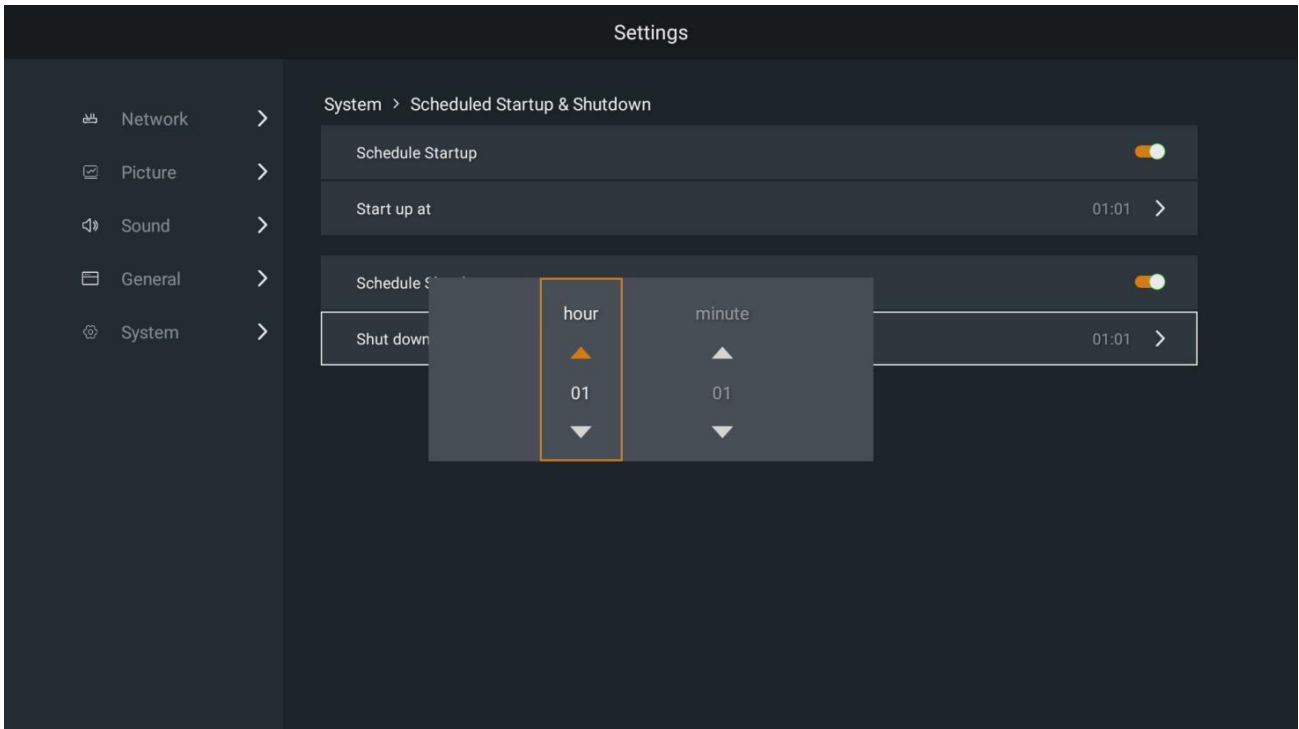 Settings
Network
Picture
Sound
General
System
System > Scheduled Startup & Shutdown
Schedule Startup
Start up at 01:01
Schedule
Shut down 01:01
hour minute
01 01